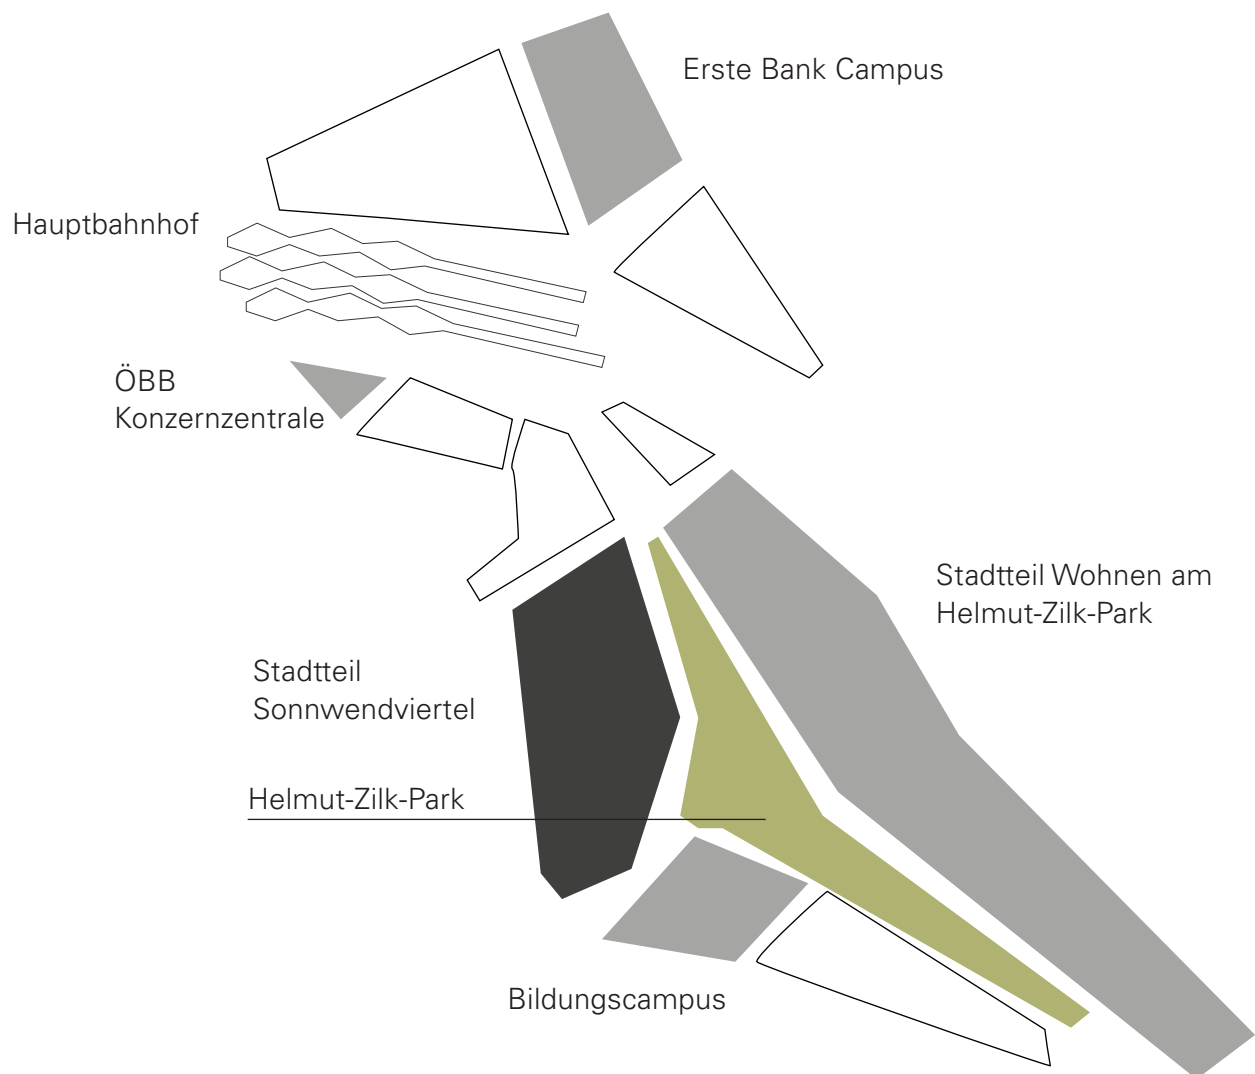 Erste Bank Campus
Hauptbahnhof
ÖBB
Konzernzentrale
Stadtteil Wohnen am
Helmut-Zilk-Park
Stadtteil
Sonnwendviertel
Helmut-Zilk-Park
Bildungscampus